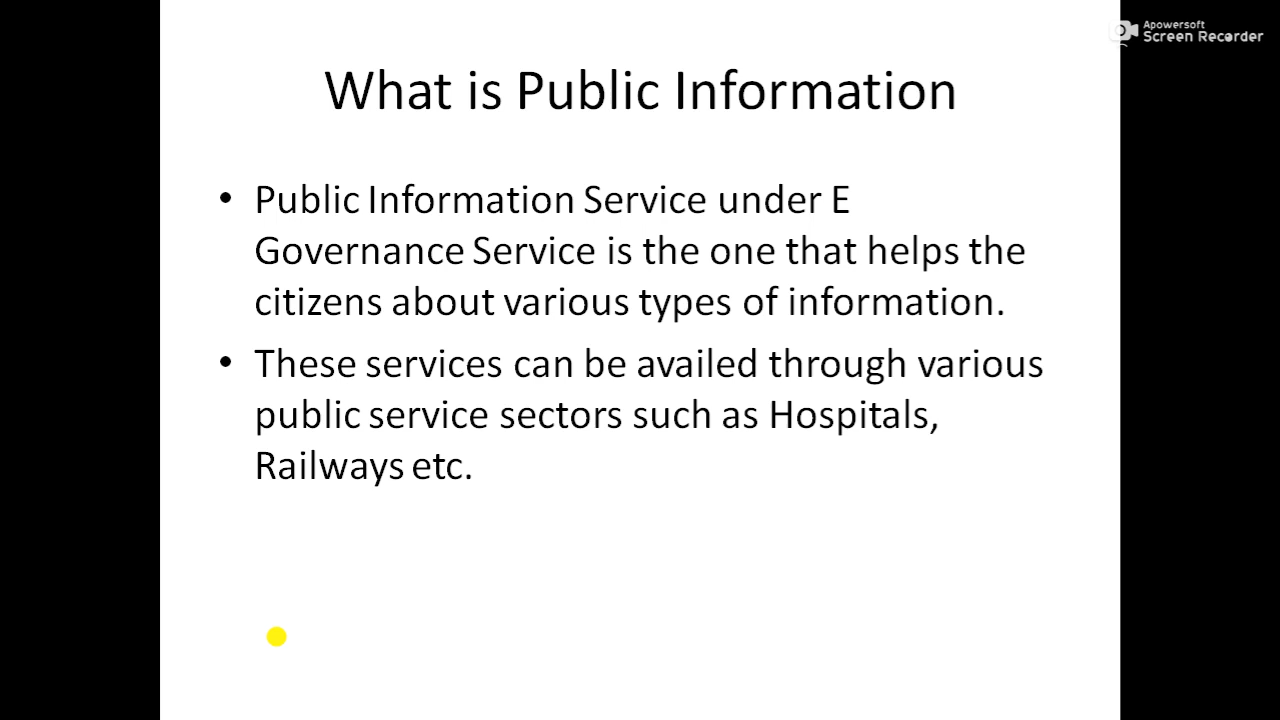 Apowersoft
Screen Recorder
What is Public Information
• Public Information Service under E
Governance Service is the one that helps the
citizens about various types of information.
• These services can be availed through various
public service sectors such as Hospitals,
Railways etc.